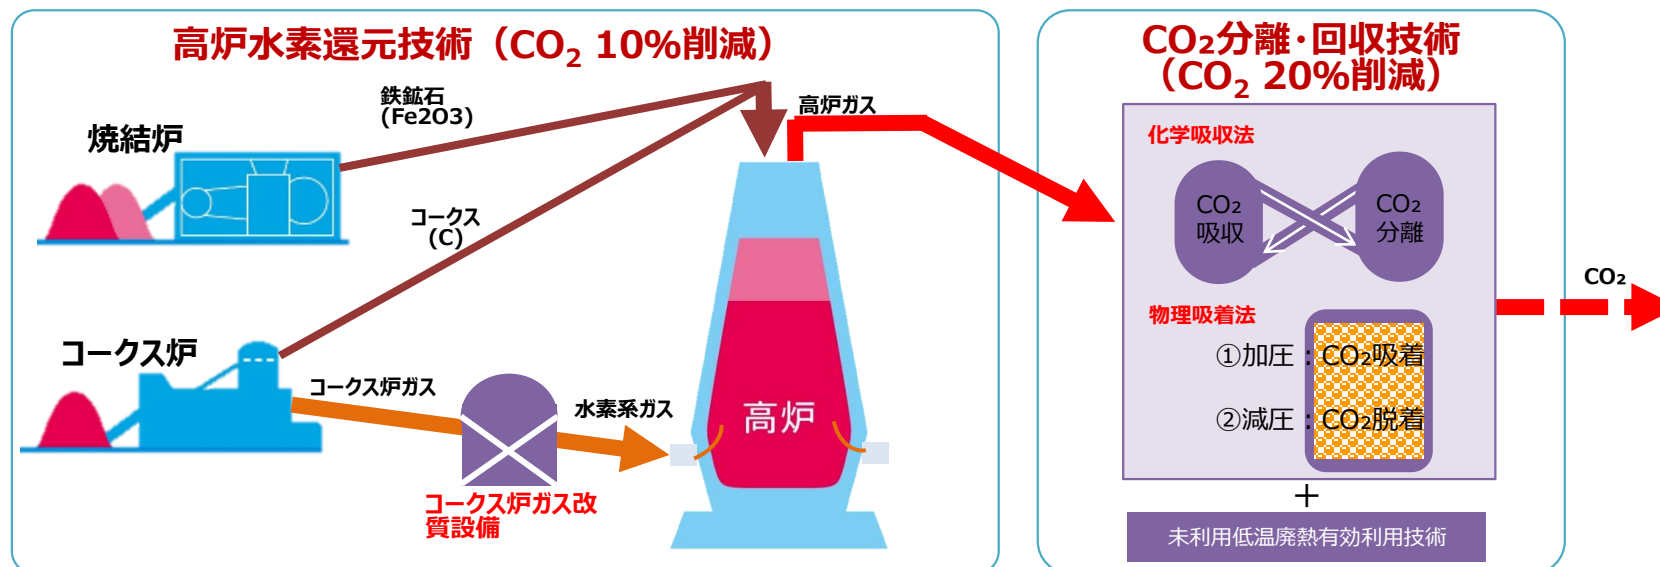 高炉水素還元技術（CO₂ 10%削減）
鉄鉱石
(Fe2O3)
高炉ガス
焼結炉
コークス
(C)
コークス炉
コークス炉ガス
水素系ガス
高炉
コークス炉ガス改
質設備
CO₂分離･回収技術
（CO₂ 20%削減）
化学吸収法
CO₂
吸収
CO₂
分離
物理吸着法
①加圧：CO₂吸着
②減圧：CO₂脱着
＋
未利用低温廃熱有効利用技術
CO₂